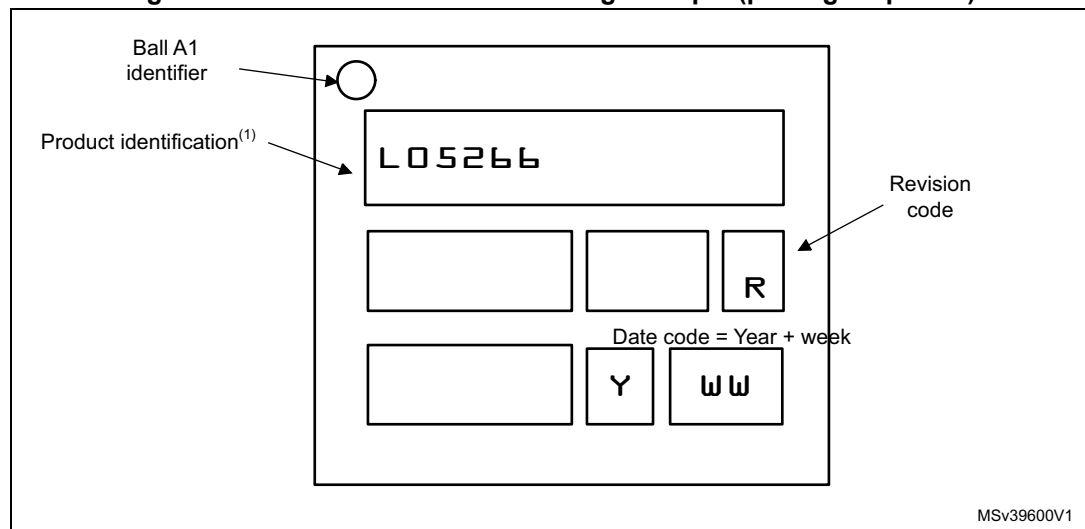 Ball A1
identifier
Product identification(1)
L05266
Revision
code
R
Date code = Year + week
Y
WW
MSv39600V1